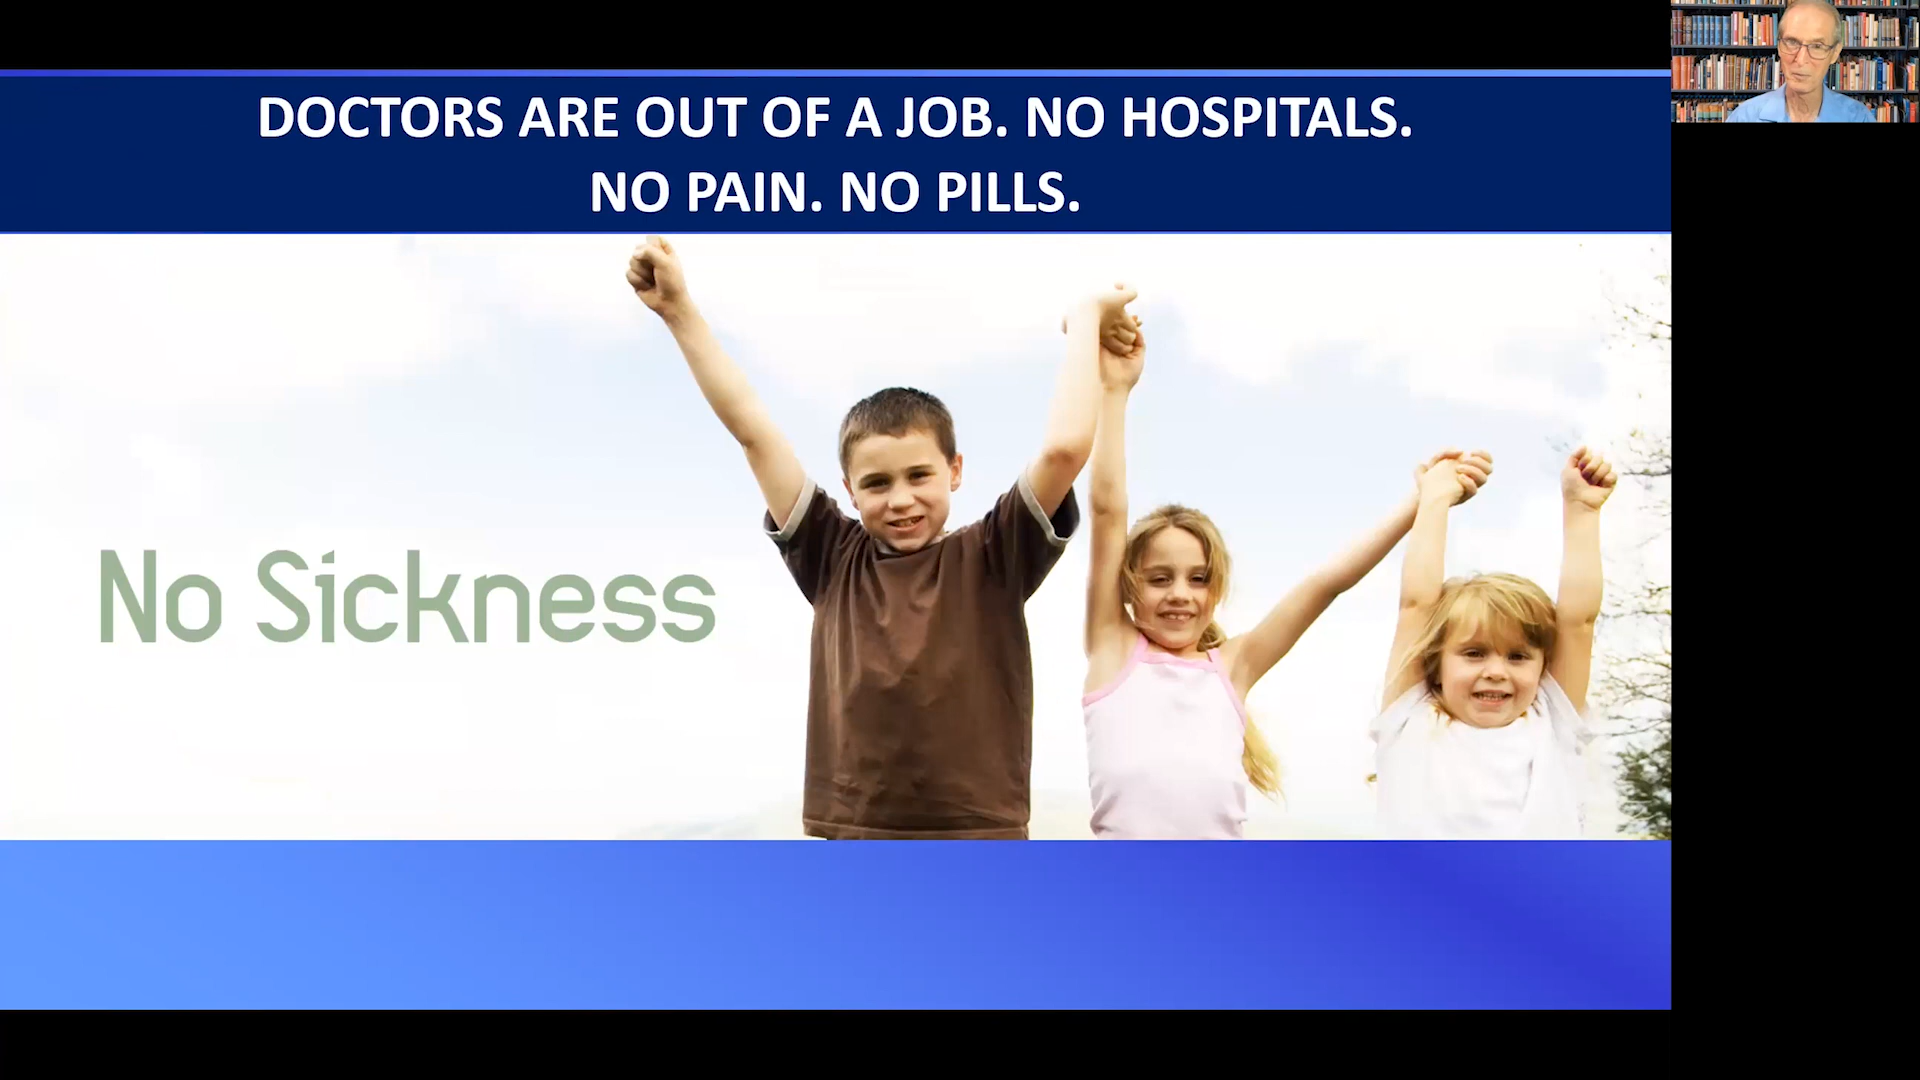 DOCTORS ARE OUT OF A JOB. NO HOSPITALS.
NO PAIN. NO PILLS.
No Sickness